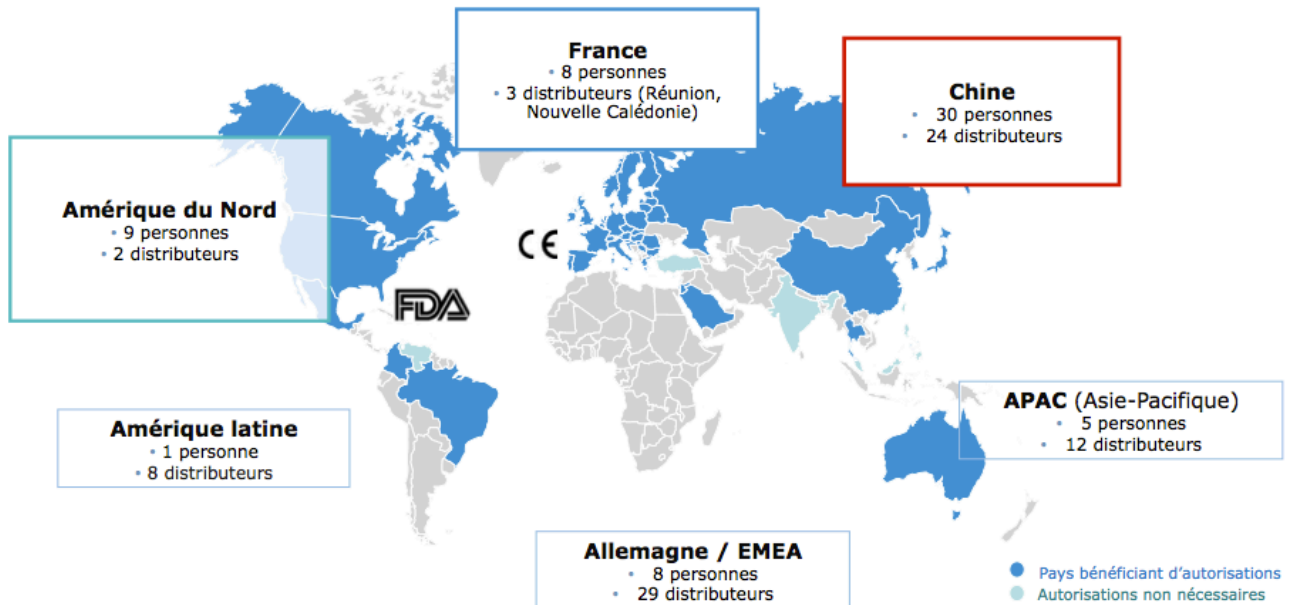 France
• 8 personnes
• 3 distributeurs (Réunion,
Nouvelle Calédonie)
Chine
• 30 personnes
• 24 distributeurs
Amérique du Nord
• 9 personnes
• 2 distributeurs
CE
FDA
Amérique latine
• 1 personne
• 8 distributeurs
APAC (Asie-Pacifique)
• 5 personnes
• 12 distributeurs
Allemagne / EMEA
• 8 personnes
• 29 distributeurs
Pays bénéficiant d'autorisations
Autorisations non nécessaires